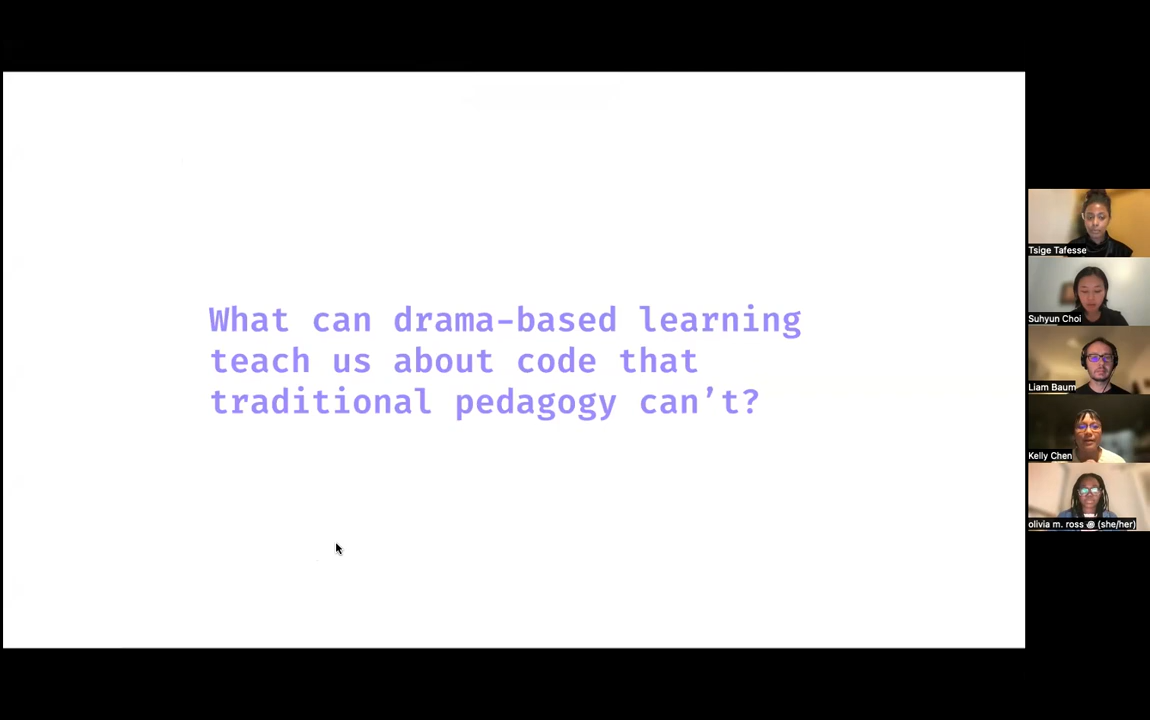 What can drama-based learning
teach us about code that
traditional pedagogy can’t?
Tsige Tafesse
Suhyun Choi
Liam Baum
Kelly Chen
olivia m. ross (she/her)